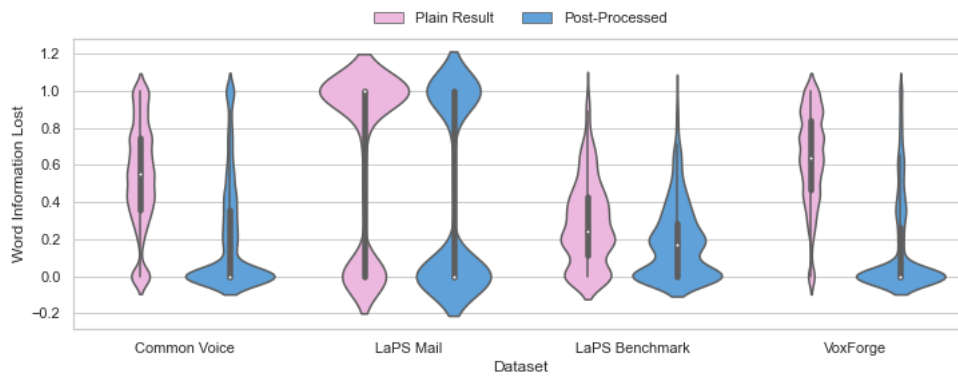 Plain Result Post-Processed
1.2
1.0
0.8
0.6
0.4
0.2
0.0
−0.2
Word Information Lost
Common Voice LaPS Mail LaPS Benchmark VoxForge
Dataset